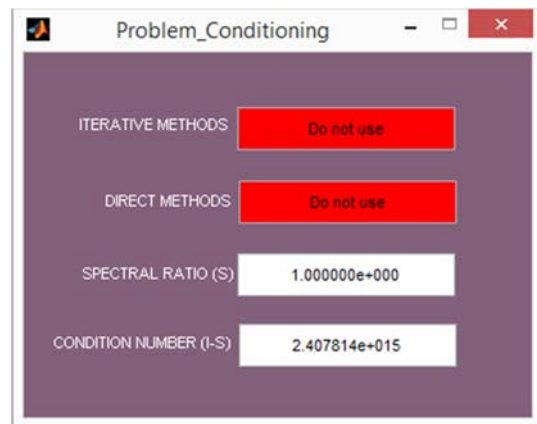 Problem_Conditioning
ITERATIVE METHODS Do not use
DIRECT METHODS Do not use
SPECTRAL RATIO (S) 1.000000e+000
CONDITION NUMBER (I-S) 2.407814e+015